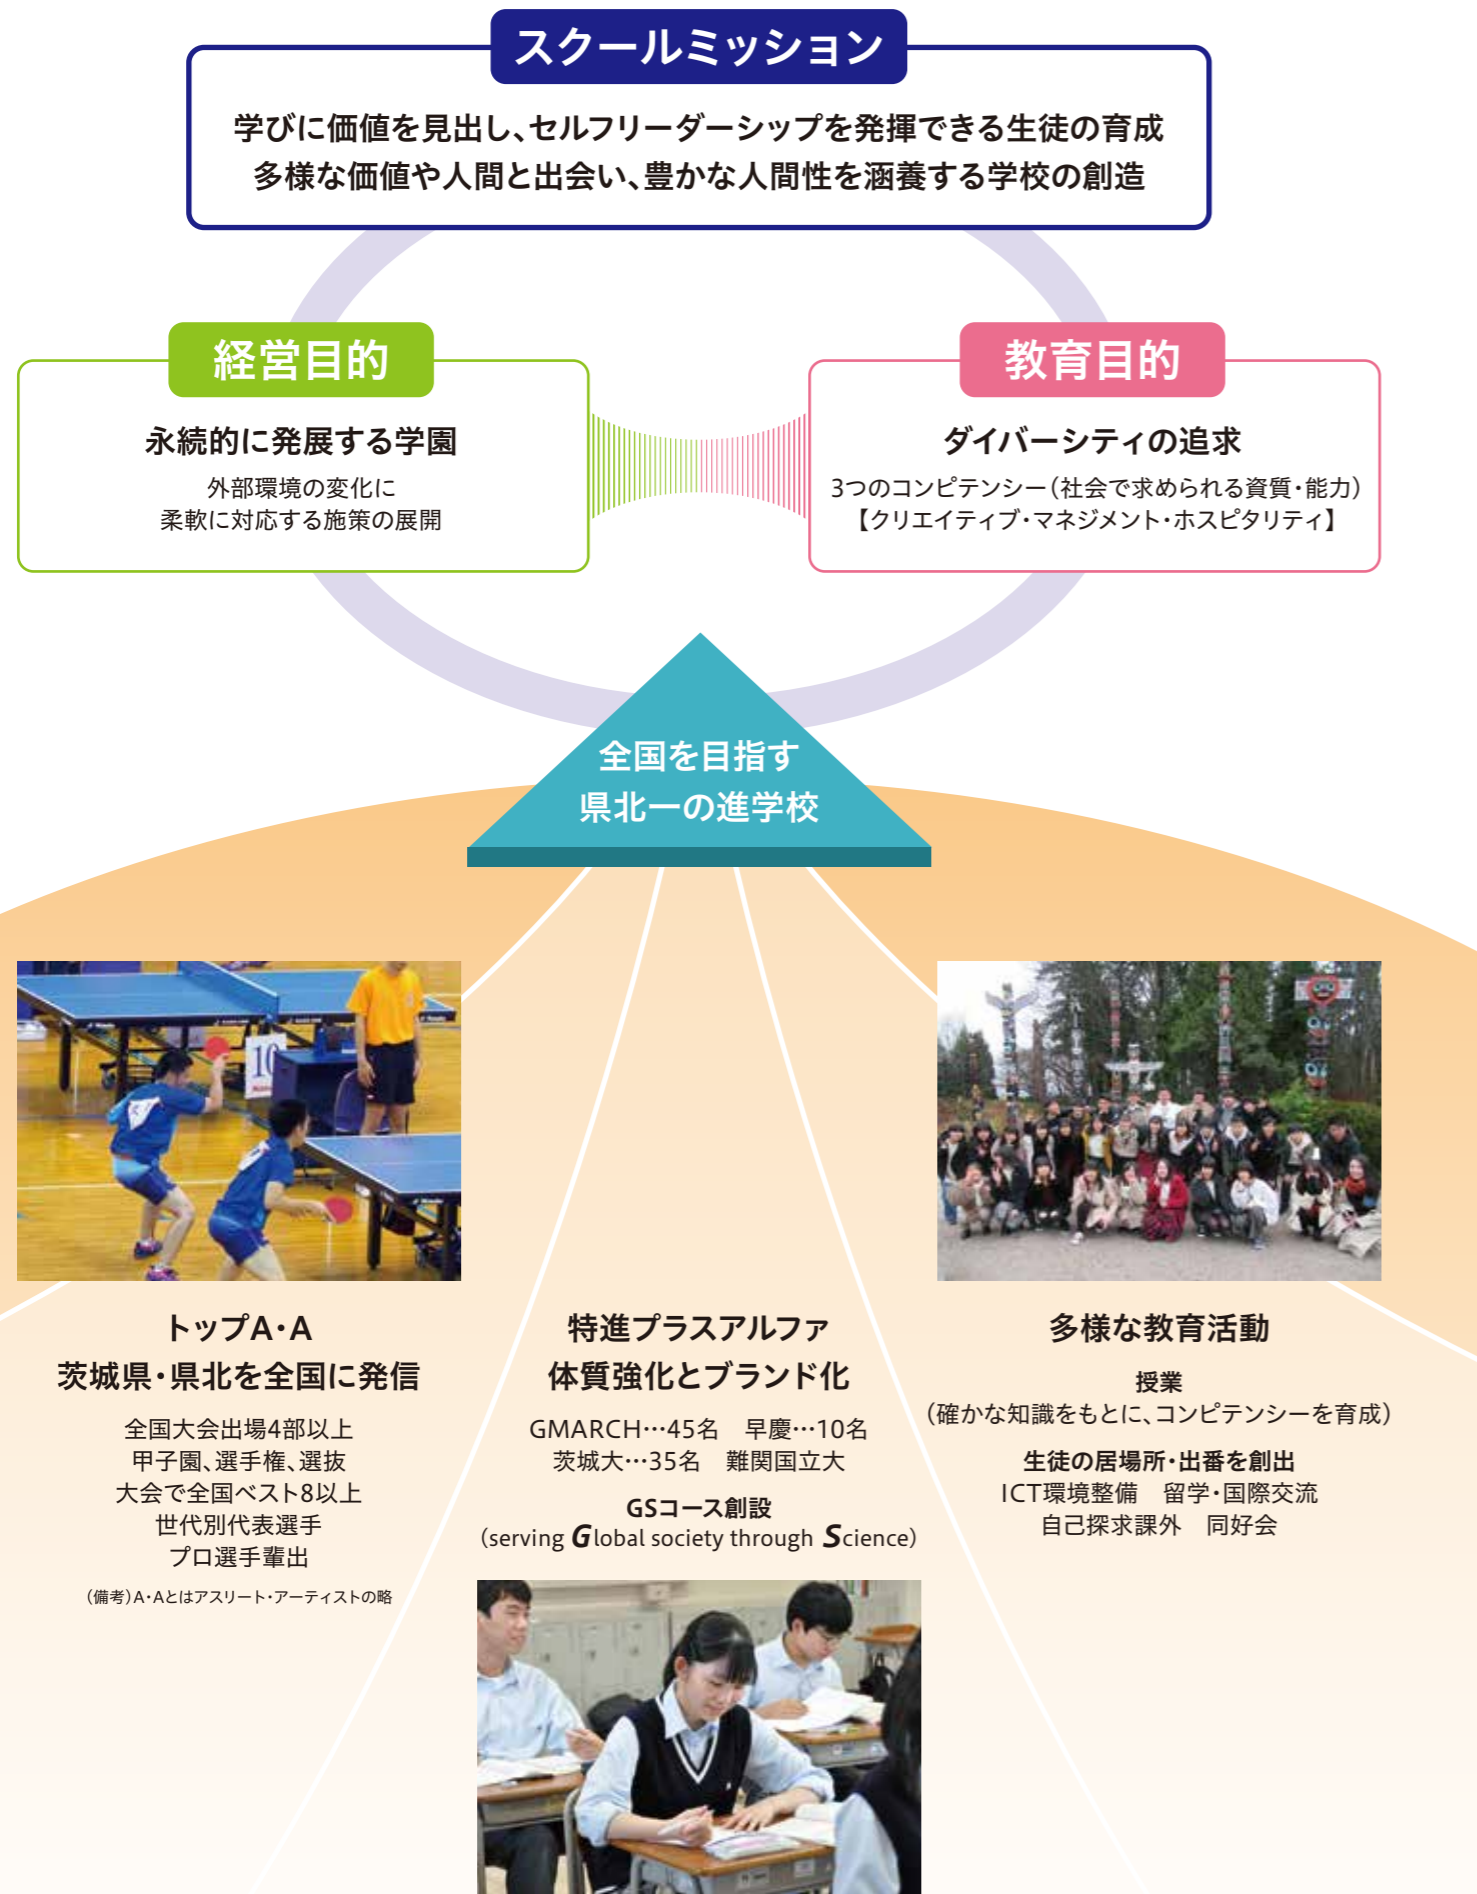 スクールミッション
学びに価値を見出し、セルフリーダーシップを発揮できる生徒の育成
多様な価値や人間と出会い、豊かな人間性を涵養する学校の創造
経営目的
永続的に発展する学園
外部環境の変化に
柔軟に対応する施策の展開
教育目的
ダイバーシティの追求
3つのコンピテンシー(社会で求められる資質・能力)
【クリエイティブ・マネジメント・ホスピタリティ】
全国を目指す
県北一の進学校
10
トップA・A
茨城県・県北を全国に発信
全国大会出場4部以上
甲子園、選手権、選抜
大会で全国ベスト8以上
世代別代表選手
プロ選手輩出
(備考)A・Aとはアスリート・アーティストの略
特進プラスアルファ
体質強化とブランド化
GMARCH…45名　早慶…10名
茨城大…35名　難関国立大
GSコース創設
(serving Global society through Science)
多様な教育活動
授業
(確かな知識をもとに、コンピテンシーを育成)
生徒の居場所・出番を創出
ICT環境整備　留学・国際交流
自己探求課外　同好会